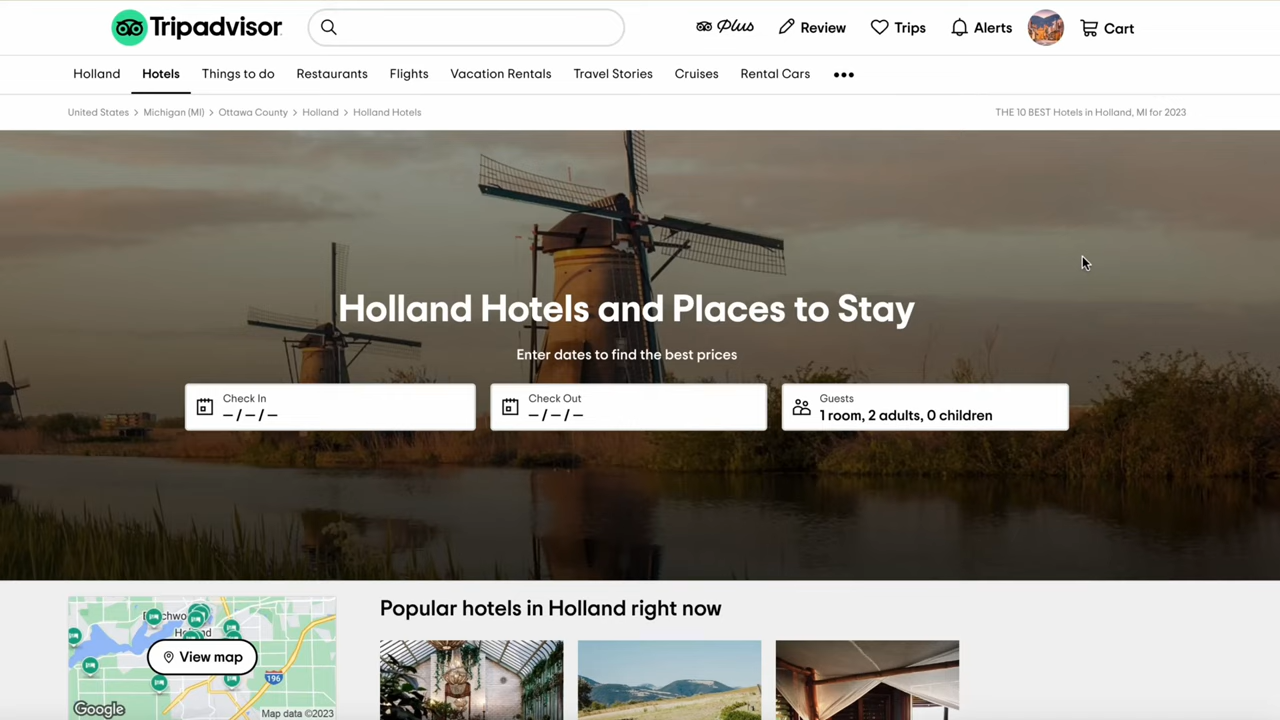 Tripadvisor
Plus
Review
Trips
Alerts
Cart
Holland
Hotels
Things to do
Restaurants
Flights
Vacation Rentals
Travel Stories
Cruises
Rental Cars
United States > Michigan (MI) > Ottawa County > Holland > Holland Hotels
THE 10 BEST Hotels in Holland, MI for 2023
Holland Hotels and Places to Stay
Enter dates to find the best prices
Check In
– / – / –
Check Out
– / – / –
Guests
1 room, 2 adults, 0 children
View map
196
Google
Map data ©2023
Popular hotels in Holland right now